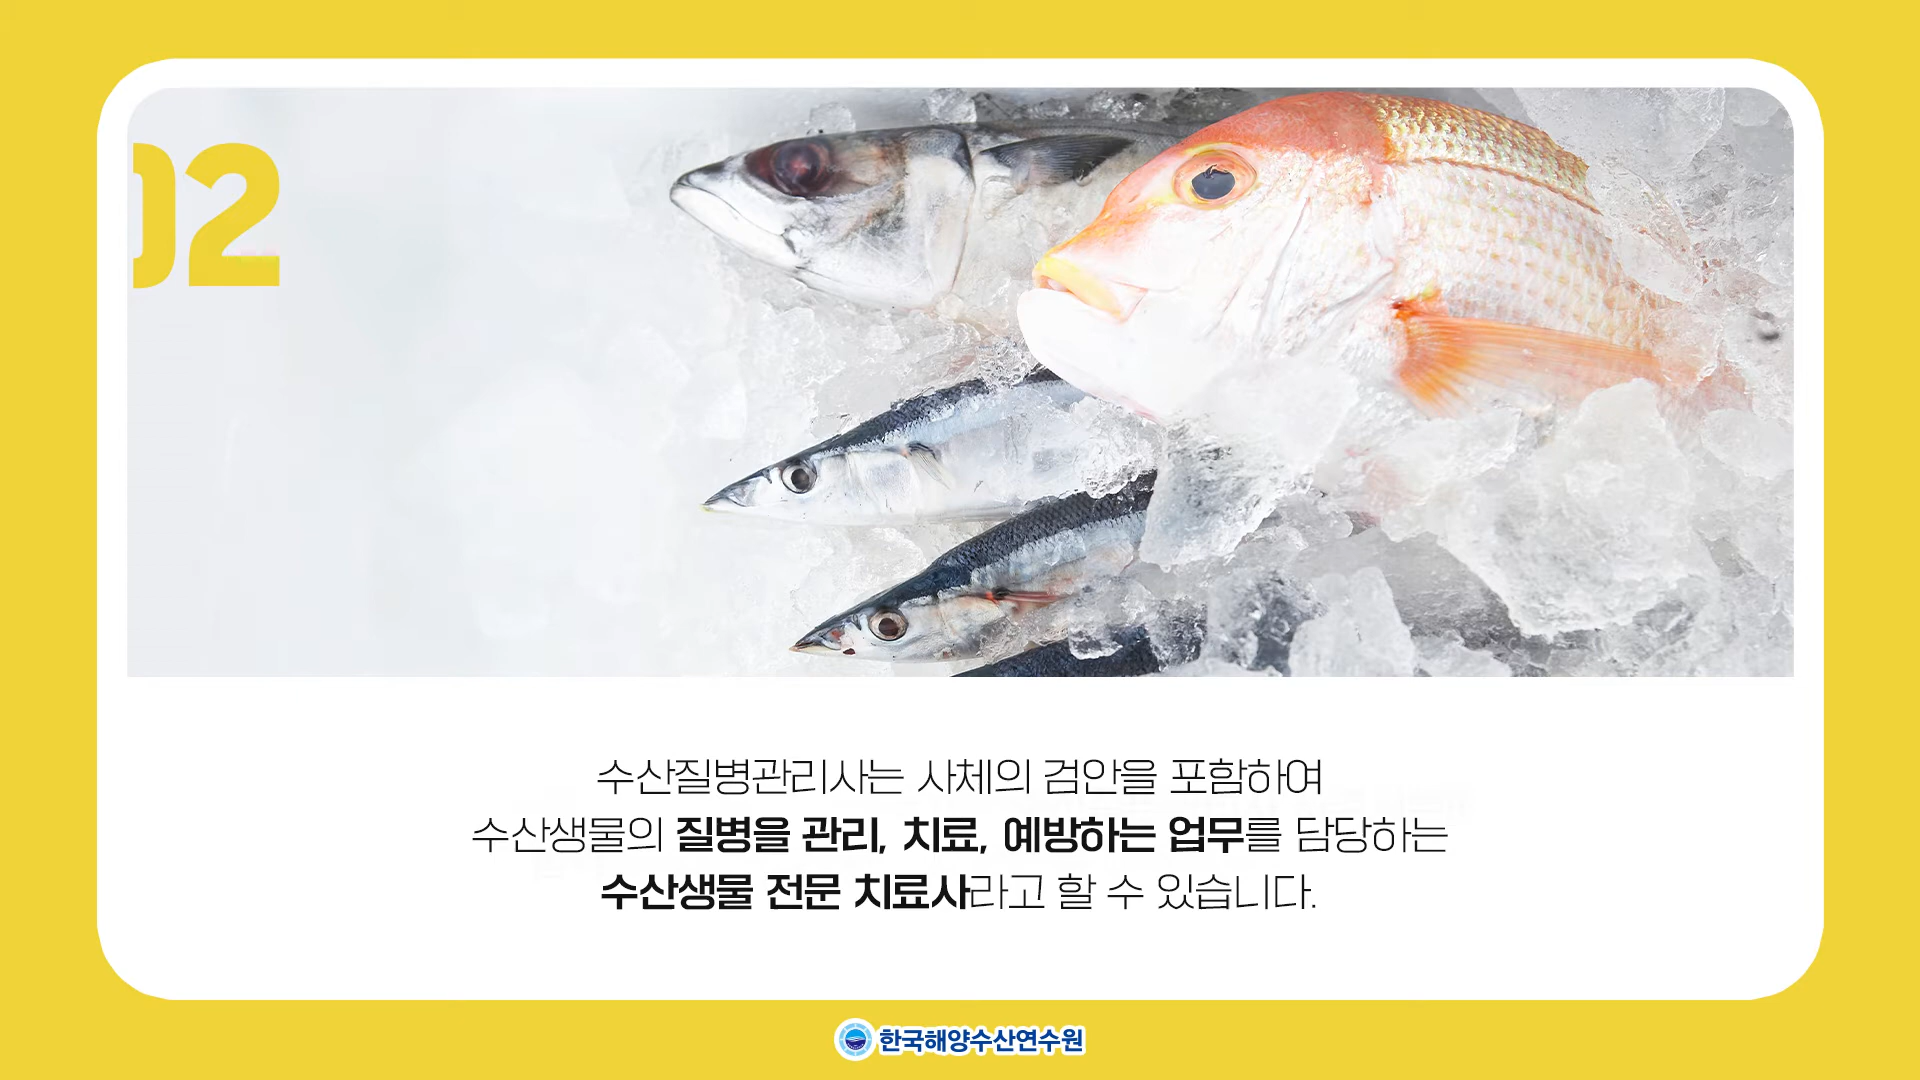 02
수산질병관리사는 사체의 검안을 포함하여
수산생물의 질병을 관리, 치료, 예방하는 업무를 담당하는
수산생물 전문 치료사라고 할 수 있습니다.
한국해양수산연수원